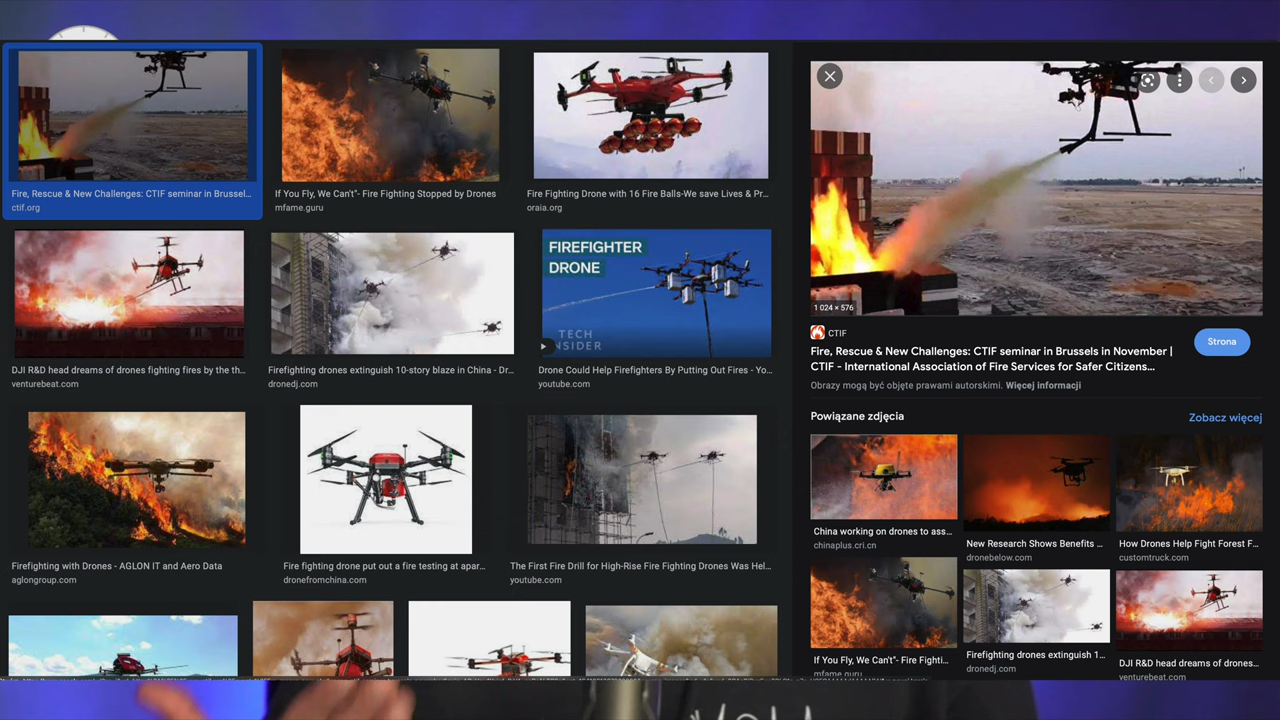 Fire, Rescue & New Challenges: CTIF seminar in Brussel...
ctif.org
If You Fly, We Can't"- Fire Fighting Stopped by Drones
mfame.guru
Fire Fighting Drone with 16 Fire Balls-We save Lives & Pr...
oraia.org
FIREFIGHTER
DRONE
TECH
NSIDER
DJI R&D head dreams of drones fighting fires by the th...
venturebeat.com
Firefighting drones extinguish 10-story blaze in China - Dr...
dronedj.com
Drone Could Help Firefighters By Putting Out Fires - Yo...
youtube.com
Firefighting with Drones - AGLON IT and Aero Data
aglongroup.com
Fire fighting drone put out a fire testing at apar...
dronefromchina.com
The First Fire Drill for High-Rise Fire Fighting Drones Was Hel...
youtube.com
1 024 × 576
CTIF
Strona
Fire, Rescue & New Challenges: CTIF seminar in Brussels in November |
CTIF - International Association of Fire Services for Safer Citizens...
Obrazy mogą być objęte prawami autorskimi. Więcej informacji
Powiązane zdjęcia
Zobacz więcej
China working on drones to ass...
chinaplus.cri.cn
New Research Shows Benefits ...
dronebelow.com
How Drones Help Fight Forest F...
customtruck.com
If You Fly, We Can't"- Fire Fighti...
mfame.guru
Firefighting drones extinguish 1...
dronedj.com
DJI R&D head dreams of drones...
venturebeat.com